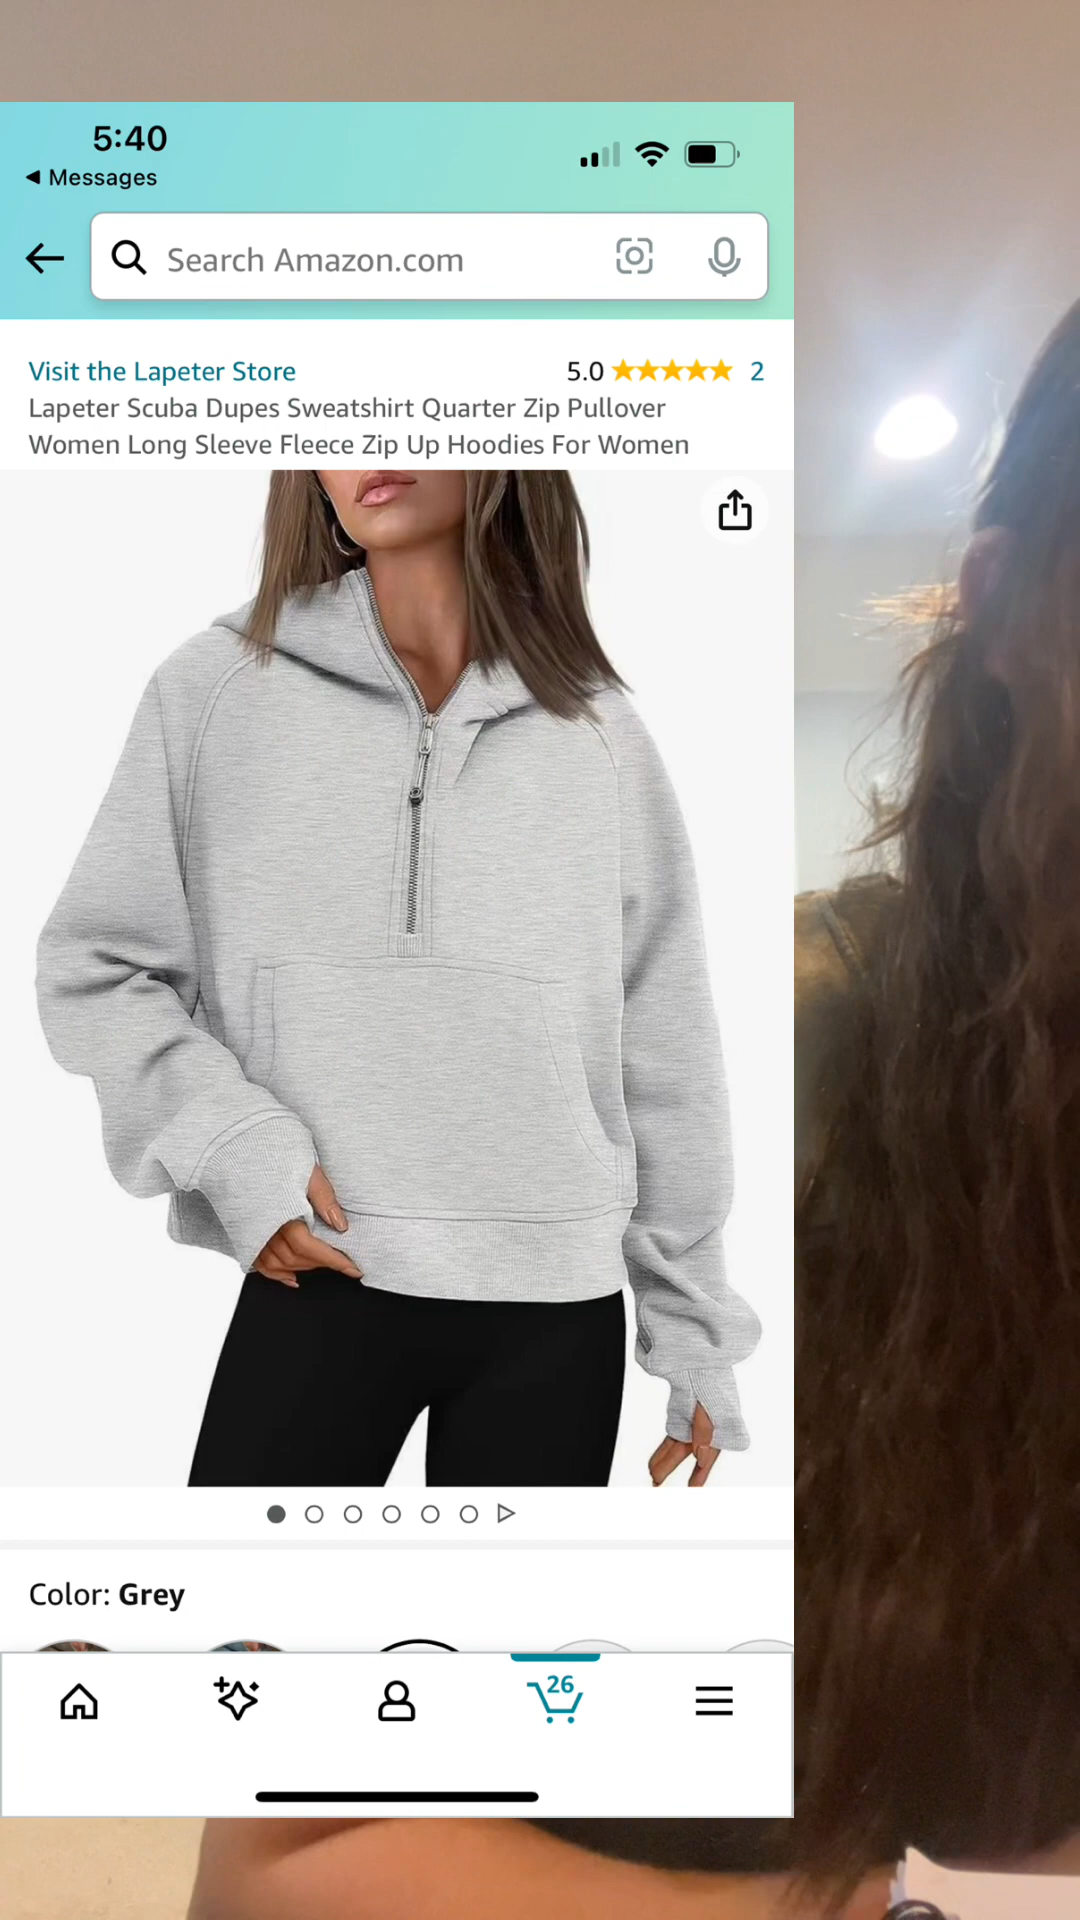 5:40
◀ Messages
Search Amazon.com
Visit the Lapeter Store
5.0 ★★★★★ 2
Lapeter Scuba Dupes Sweatshirt Quarter Zip Pullover
Women Long Sleeve Fleece Zip Up Hoodies For Women
Color: Grey
26